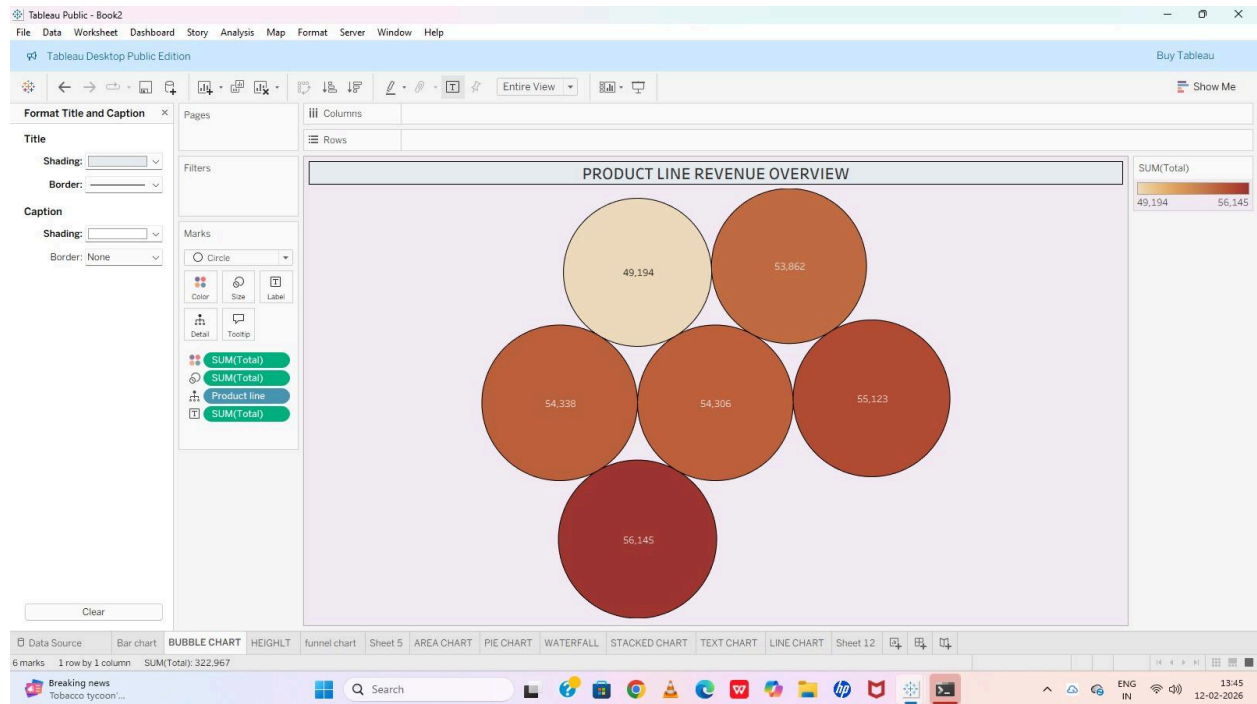 Tableau Public - Book2
File Data Worksheet Dashboard Story Analysis Map Format Server Window Help
Tableau Desktop Public Edition Buy Tableau
Entire View Show Me
Format Title and Caption ×
Title
Shading:
Border:
Caption
Shading:
Border: None
Clear
Pages
Filters
Marks
Circle
Color Size Label
Detail Tooltip
SUM(Total)
SUM(Total)
Product line
T SUM(Total)
iii Columns
Rows
PRODUCT LINE REVENUE OVERVIEW
49,194
53,862
54,338
54,306
55,123
56,145
SUM(Total)
49,194 56,145
Data Source Bar chart BUBBLE CHART HEIGHLT funnel chart Sheet 5 AREA CHART PIE CHART WATERFALL STACKED CHART TEXT CHART LINE CHART Sheet 12
6 marks 1 row by 1 column SUM(Total): 322,967
Breaking news
Tobacco tycoon'...
Search
ENG
IN
13:45
12-02-2026